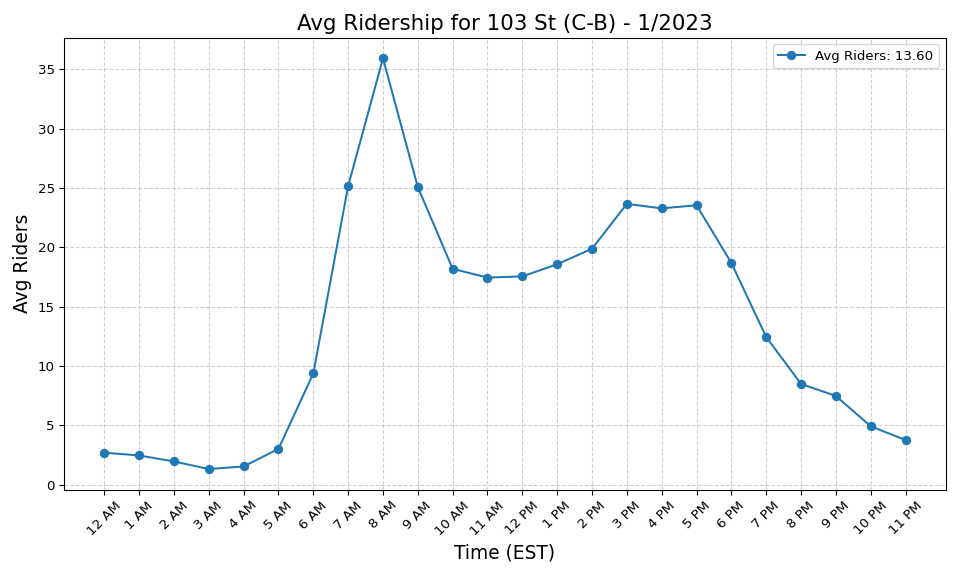 Avg Ridership for 103 St (C-B) - 1/2023
Avg Riders: 13.60
Avg Riders
35
30
25
20
15
10
5
0
12 AM
1 AM
2 AM
3 AM
4 AM
5 AM
6 AM
7 AM
8 AM
9 AM
10 AM
11 AM
12 PM
1 PM
2 PM
3 PM
4 PM
5 PM
6 PM
7 PM
8 PM
9 PM
10 PM
11 PM
Time (EST)